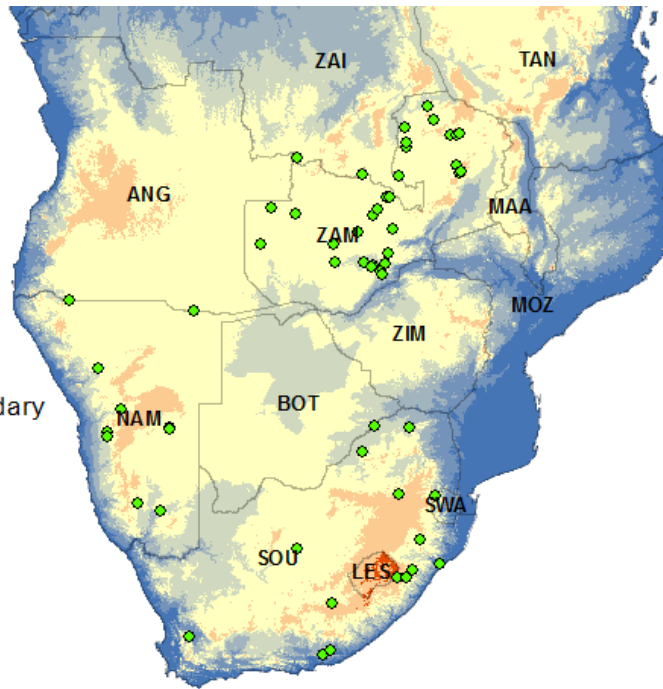 ZAI
TAN
ANG
MAA
ZAM
MOZ
ZIM
BOT
dary
NAM
SWA
SOU
LES